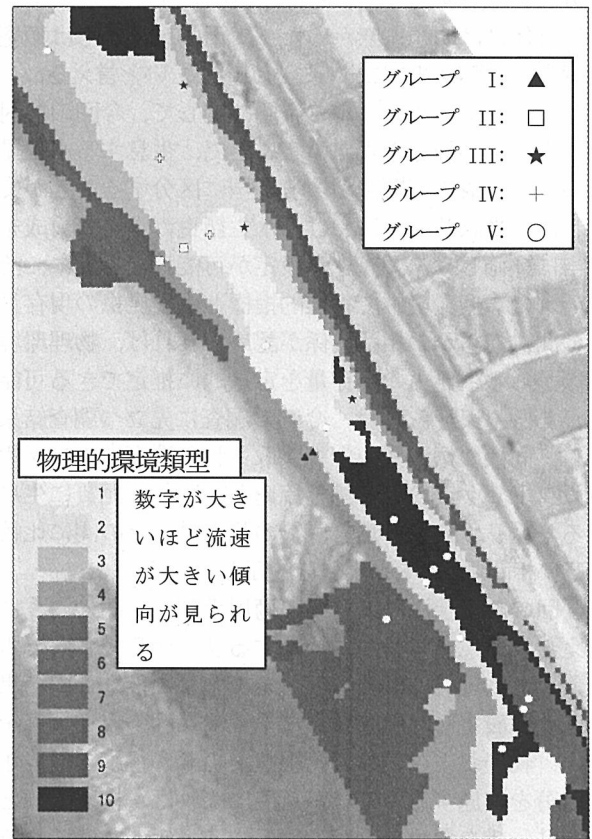 グループ I: ▲
グループ II: □
グループ III: ★
グループ IV: +
グループ V: ○
物理的環境類型
1
2
3
4
5
6
7
8
9
10
数字が大き
いほど流速
が大きい傾
向が見られ
る